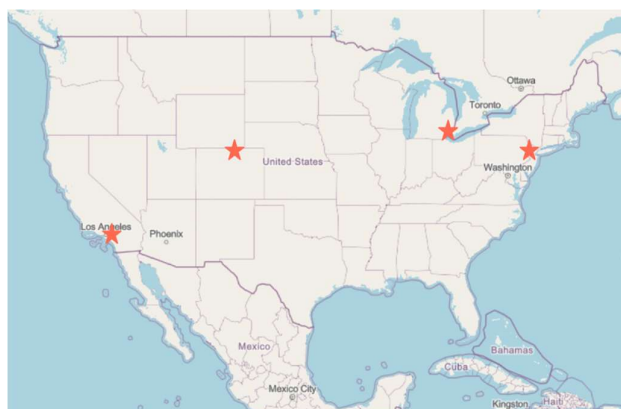 Ottawa
Toronto
United States
Washington
Los Angeles
Phoenix
Mexico
Bahamas
Cuba
Mexico City
Kingston
Haiti